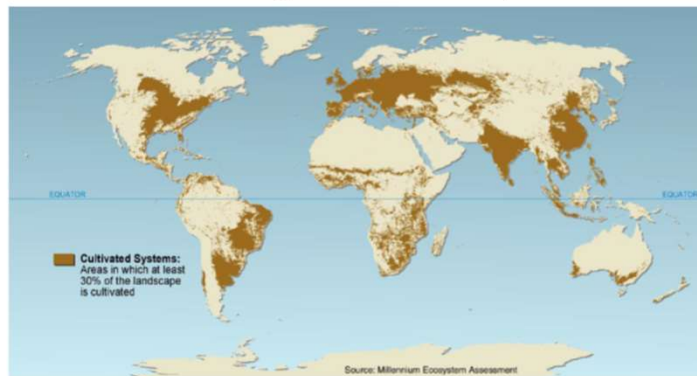 EQUATOR
EQUATOR
Cultivated Systems:
Areas in which at least
30% of the landscape
is cultivated
Source: Millennium Ecosystem Assessment